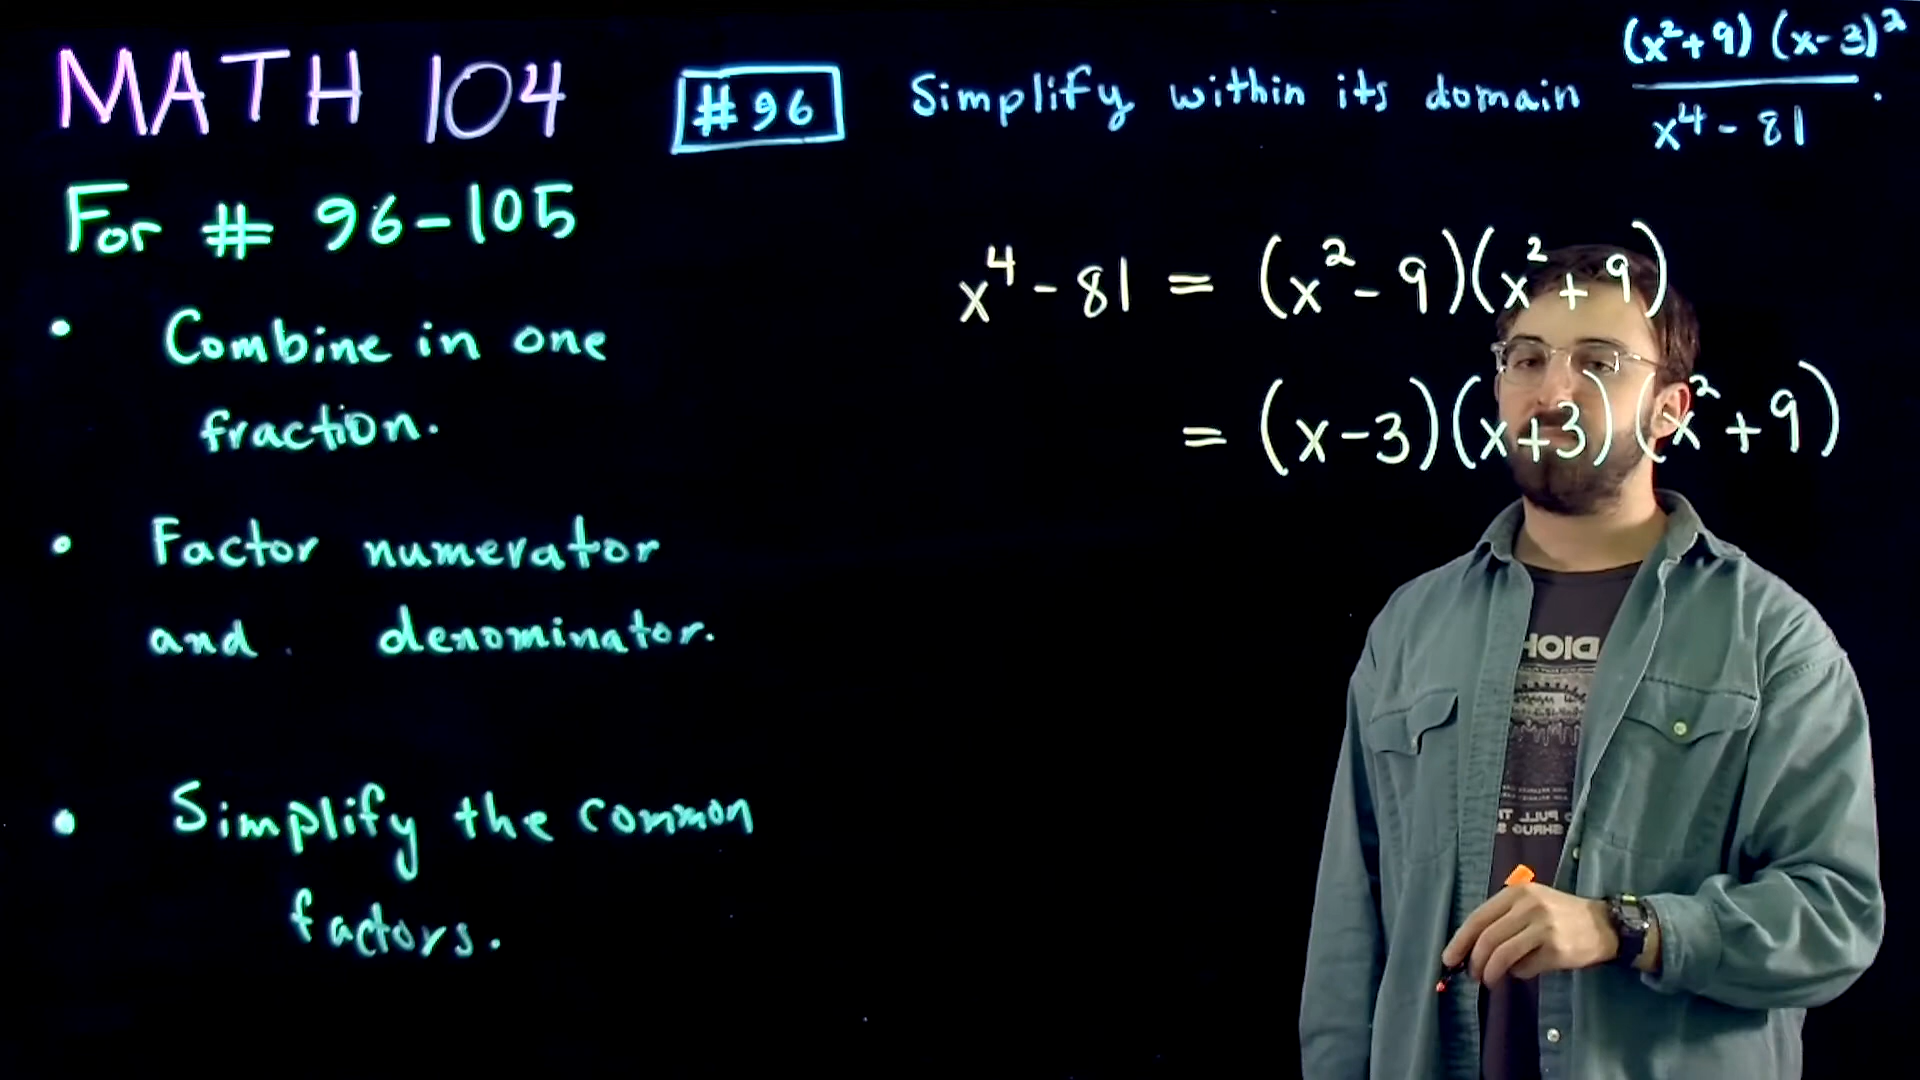 MATH 104
#96 Simplify within its domain (x²+9)(x-3)² / x⁴-81.
For # 96-105
• Combine in one
fraction.
• Factor numerator
and denominator.
• Simplify the common
factors.
x⁴-81 = (x²-9)(x²+9)
= (x-3)(x+3)(x²+9)